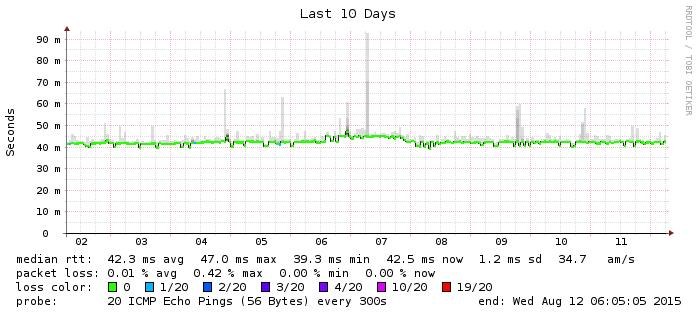 Last 10 Days
RRDTOOL / TOBI OETIKER
Seconds
90 m
80 m
70 m
60 m
50 m
40 m
30 m
20 m
10 m
0
02 03 04 05 06 07 08 09 10 11
median rtt: 42.3 ms avg 47.0 ms max 39.3 ms min 42.5 ms now 1.2 ms sd 34.7 am/s
packet loss: 0.01 % avg 0.42 % max 0.00 % min 0.00 % now
loss color: 0 1/20 2/20 3/20 4/20 10/20 19/20
probe: 20 ICMP Echo Pings (56 Bytes) every 300s end: Wed Aug 12 06:05:05 2015